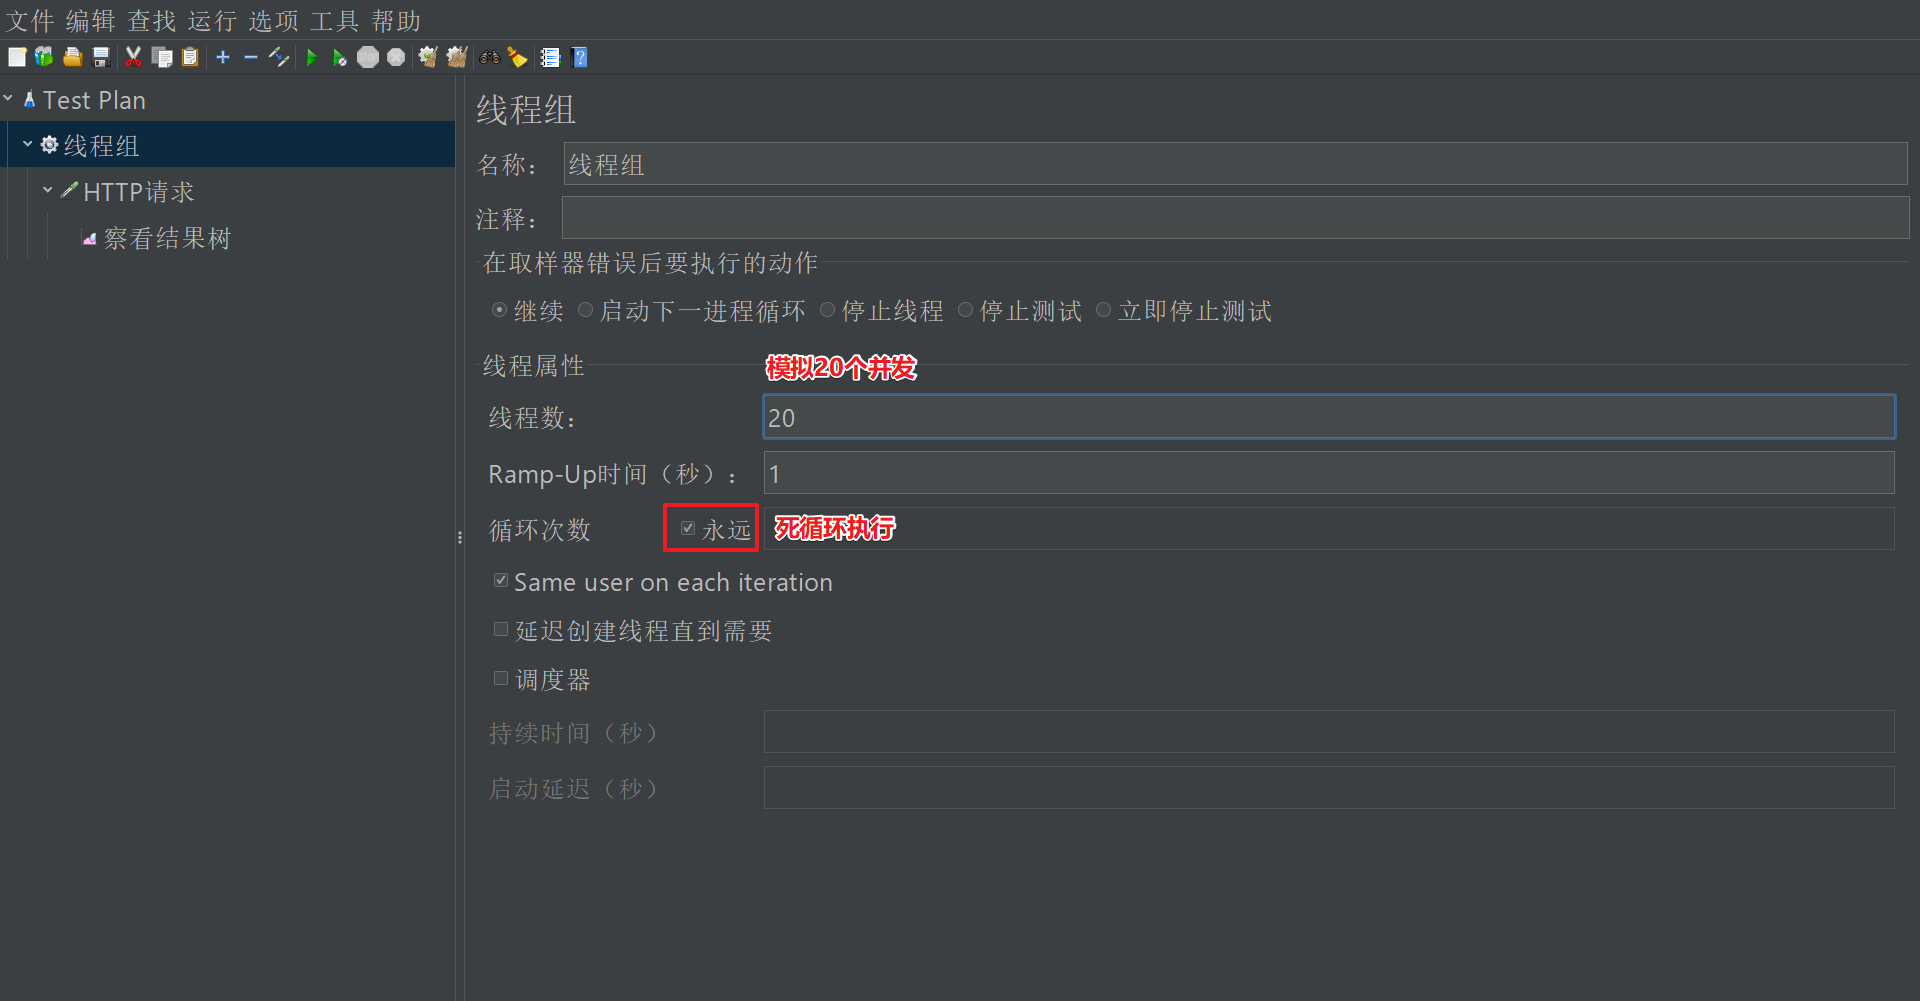 文件 编辑 查找 运行 选项 工具 帮助
Test Plan
线程组
HTTP请求
察看结果树
线程组
名称： 线程组
注释：
在取样器错误后要执行的动作
继续 启动下一进程循环 停止线程 停止测试 立即停止测试
线程属性
模拟20个并发
线程数： 20
Ramp-Up时间（秒）： 1
循环次数 永远 死循环执行
Same user on each iteration
延迟创建线程直到需要
调度器
持续时间（秒）
启动延迟（秒）